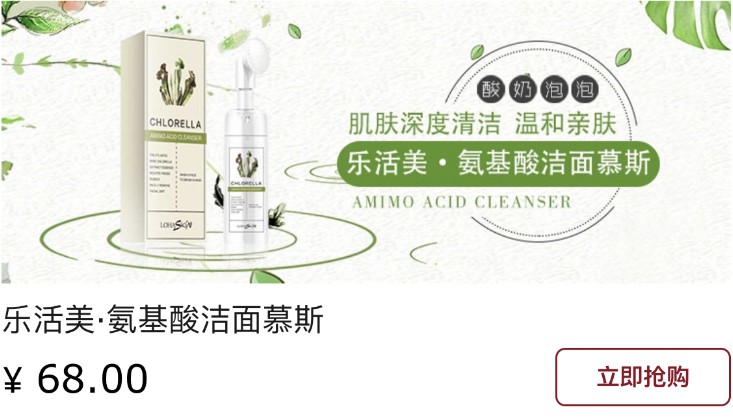 酸奶泡泡
肌肤深度清洁 温和亲肤
乐活美·氨基酸洁面慕斯
AMIMO ACID CLEANSER
CHLORELLA
AMIMO ACID CLEANSER
LOHASKIN
CHLORELLA
乐活美·氨基酸洁面慕斯
¥ 68.00
立即抢购